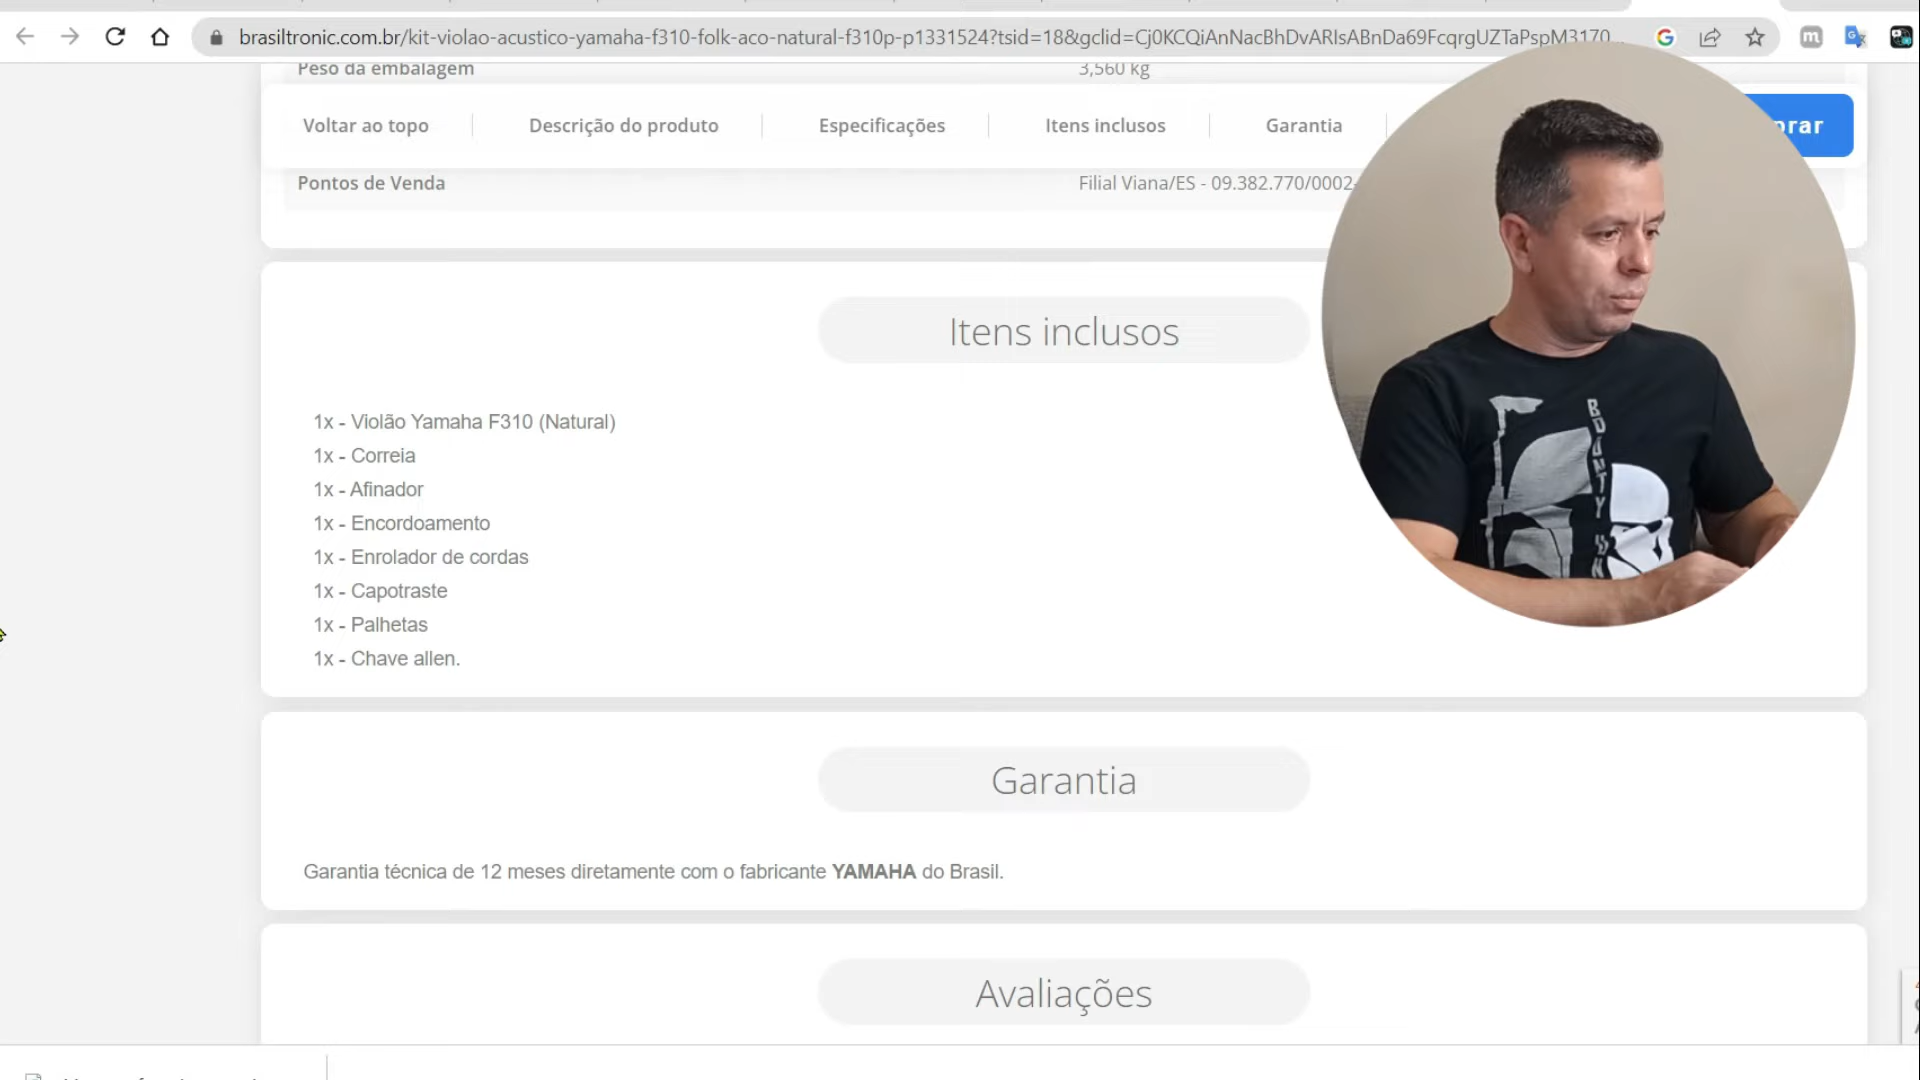 brasiltronic.com.br/kit-violao-acustico-yamaha-f310-folk-aco-natural-f310p-p1331524?tsid=18&gclid=Cj0KCQiAnNacBhDvARIsABnDa69FcqrgUZTaPspM3170...
Peso da embalagem 3,560 kg
Voltar ao topo Descrição do produto Especificações Itens inclusos Garantia
Pontos de Venda Filial Viana/ES - 09.382.770/0002-
Itens inclusos
1x - Violão Yamaha F310 (Natural)
1x - Correia
1x - Afinador
1x - Encordoamento
1x - Enrolador de cordas
1x - Capotraste
1x - Palhetas
1x - Chave allen.
Garantia
Garantia técnica de 12 meses diretamente com o fabricante YAMAHA do Brasil.
Avaliações